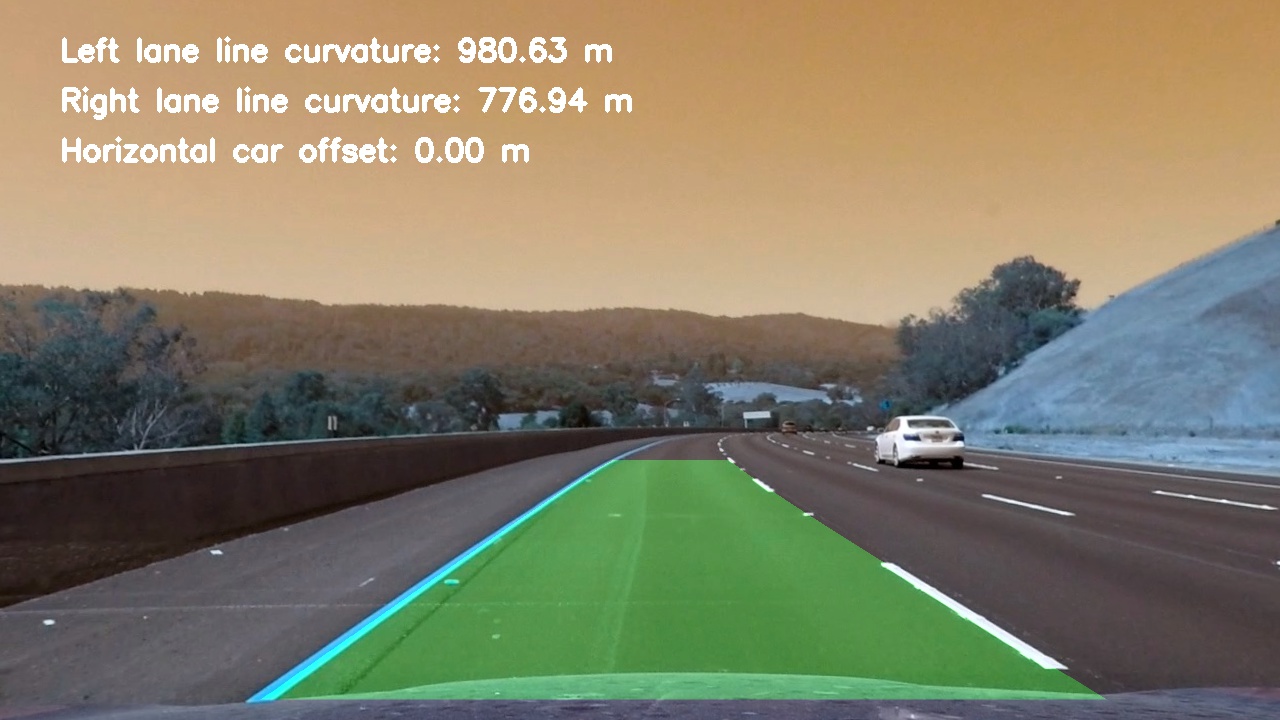 Left lane line curvature: 980.63 m
Right lane line curvature: 776.94 m
Horizontal car offset: 0.00 m